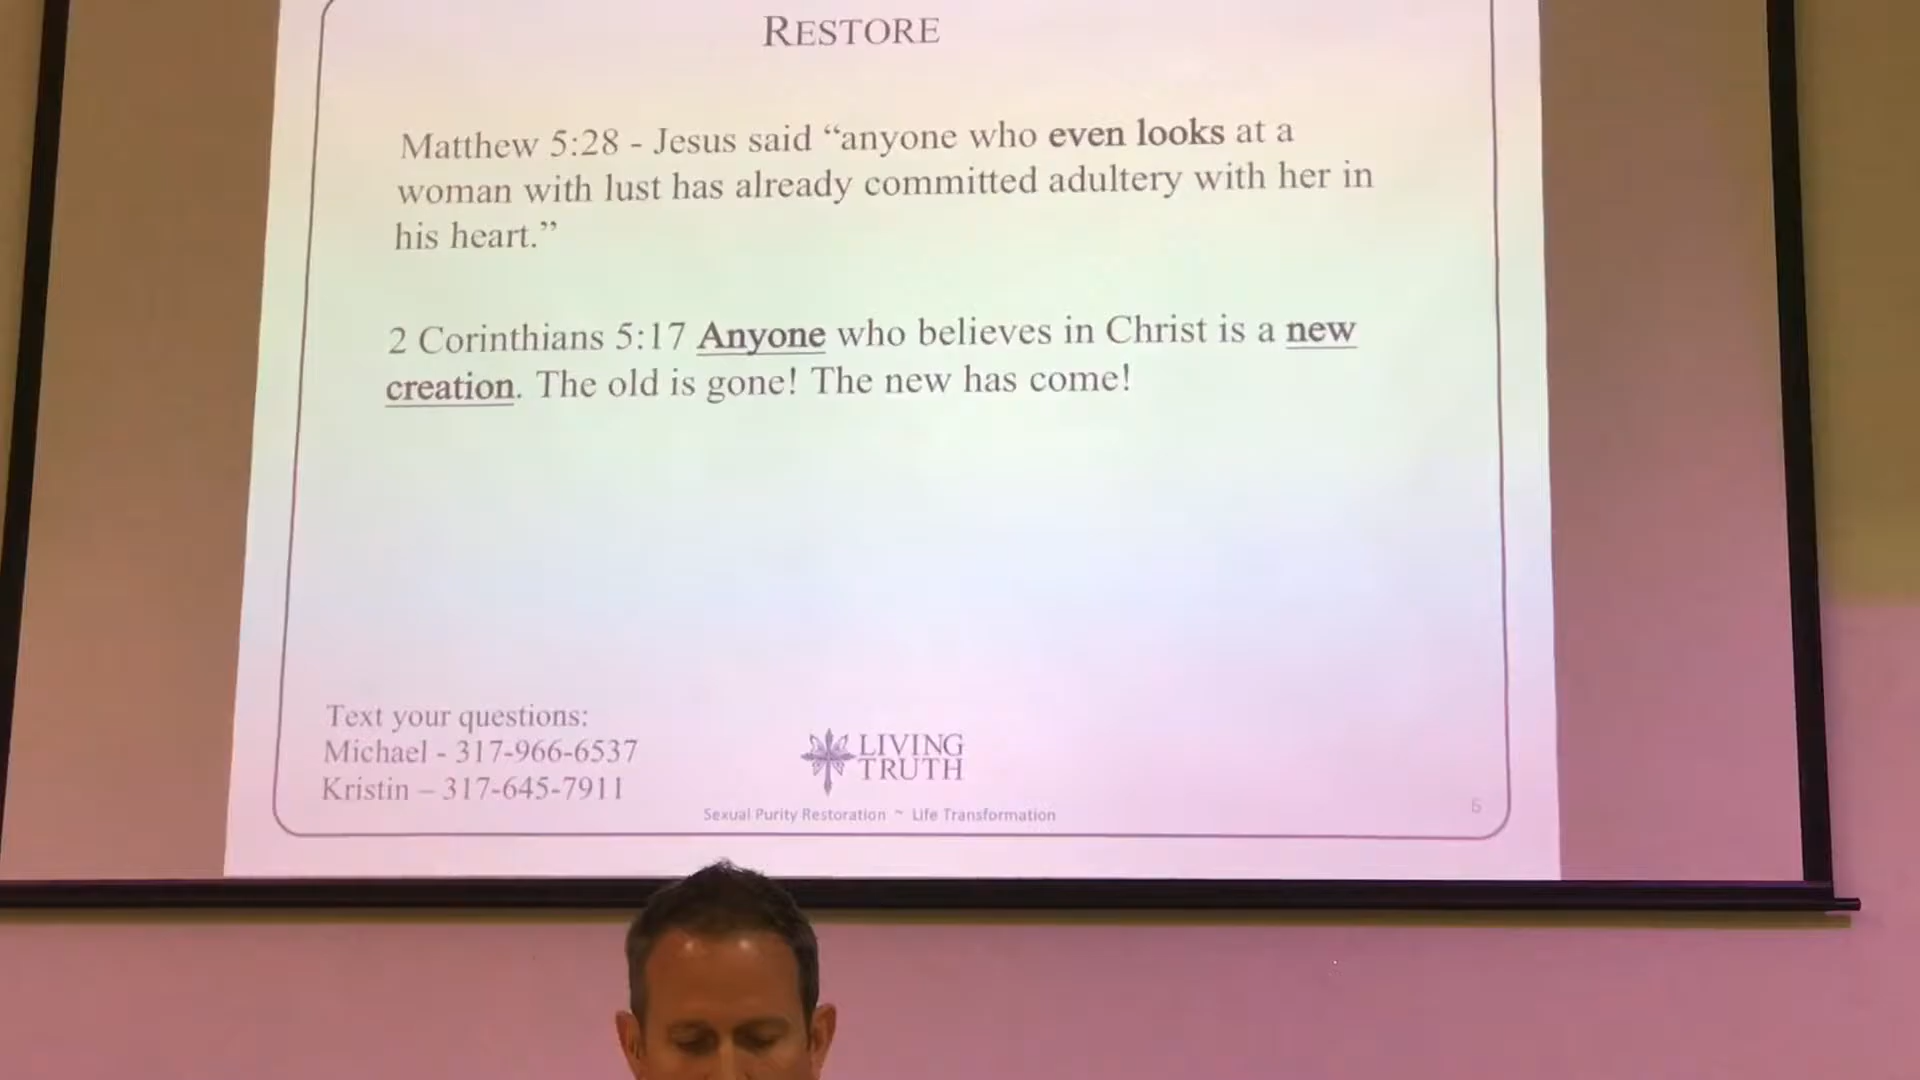 RESTORE
Matthew 5:28 - Jesus said “anyone who even looks at a
woman with lust has already committed adultery with her in
his heart.”
2 Corinthians 5:17 Anyone who believes in Christ is a new
creation. The old is gone! The new has come!
Text your questions:
Michael - 317-966-6537
Kristin – 317-645-7911
LIVING
TRUTH
Sexual Purity Restoration ~ Life Transformation
6